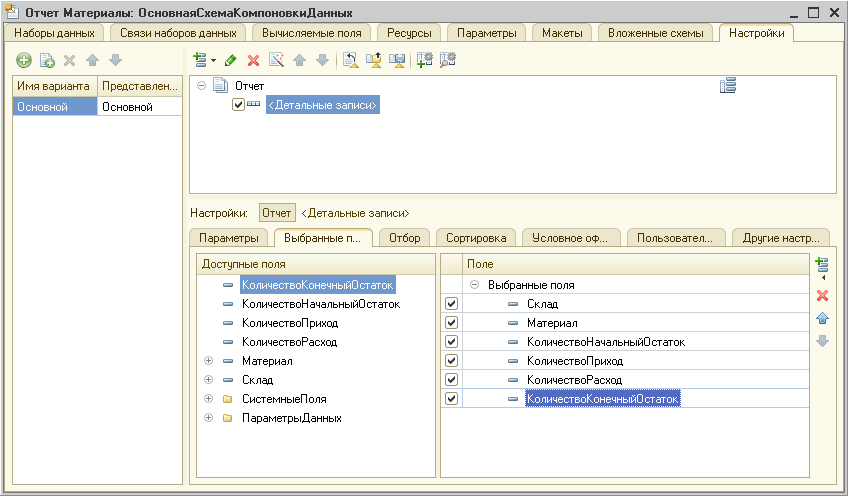 Отчет Материалы: ОсновнаяСхемаКомпоновкиДанных
Наборы данных
Связи наборов данных
Вычисляемые поля
Ресурсы
Параметры
Макеты
Вложенные схемы
Настройки
Имя варианта
Представлен...
Основной
Основной
Отчет
<Детальные записи>
Настройки:
Отчет
<Детальные записи>
Параметры
Выбранные п...
Отбор
Сортировка
Условное оф...
Пользовател...
Другие настр...
Доступные поля
КоличествоКонечныйОстаток
КоличествоНачальныйОстаток
КоличествоПриход
КоличествоРасход
Материал
Склад
СистемныеПоля
ПараметрыДанных
Поле
Выбранные поля
Склад
Материал
КоличествоНачальныйОстаток
КоличествоПриход
КоличествоРасход
КоличествоКонечныйОстаток